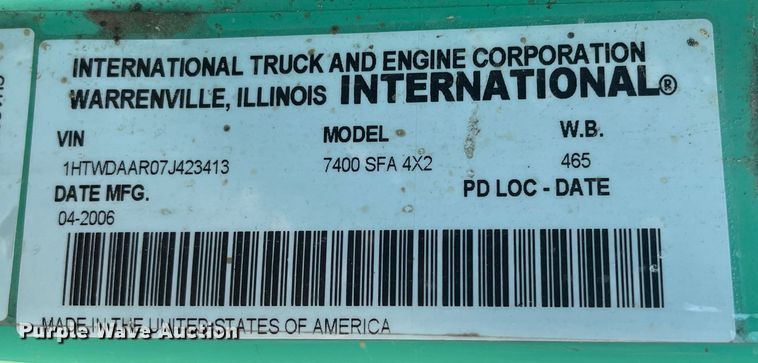 INTERNATIONAL TRUCK AND ENGINE CORPORATION
WARRENVILLE, ILLINOIS INTERNATIONAL®
VIN MODEL W.B.
1HTWDAAR07J423413 7400 SFA 4X2 465
DATE MFG. PD LOC - DATE
04-2006
MADE IN THE UNITED STATES OF AMERICA
Purple Wave Auction